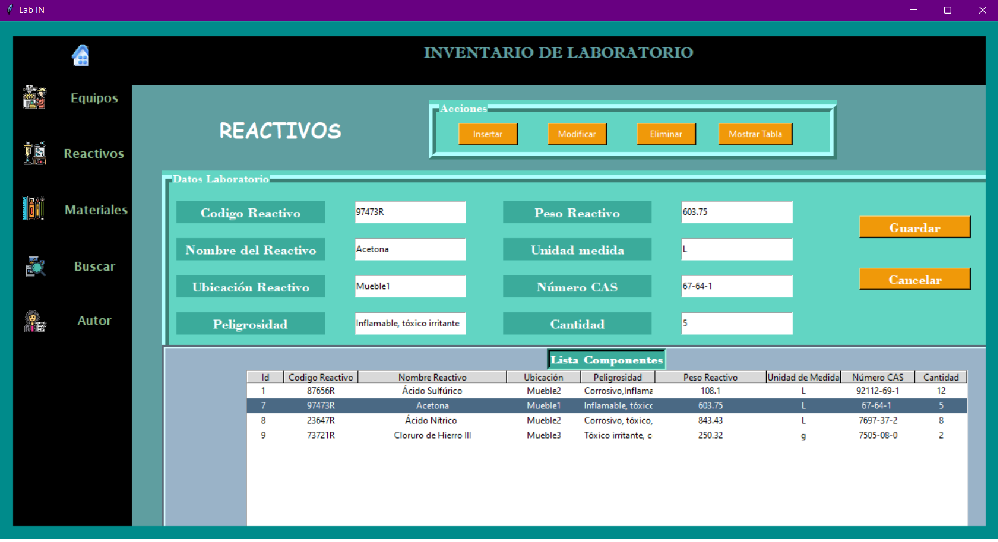 Lab IN
INVENTARIO DE LABORATORIO
Equipos
Reactivos
Materiales
Buscar
Autor
REACTIVOS
Acciones
Insertar Modificar Eliminar Mostrar Tabla
Datos Laboratorio
Codigo Reactivo 97473R Peso Reactivo 603.75
Nombre del Reactivo Acetona Unidad medida L
Ubicación Reactivo Mueble1 Número CAS 67-64-1
Peligrosidad Inflamable, tóxico irritante Cantidad 5
Guardar
Cancelar
Lista Componentes
Id Codigo Reactivo Nombre Reactivo Ubicación Peligrosidad Peso Reactivo Unidad de Medida Número CAS Cantidad
1 87656R Ácido Sulfúrico Mueble2 Corrosivo,Inflama 108.1 L 92112-69-1 12
7 97473R Acetona Mueble1 Inflamable, tóxicc 603.75 L 67-64-1 5
8 23647R Ácido Nítrico Mueble2 Corrosivo, tóxico, 843.43 L 7697-37-2 8
9 73721R Cloruro de Hierro III Mueble3 Tóxico irritante, c 250.32 g 7505-08-0 2